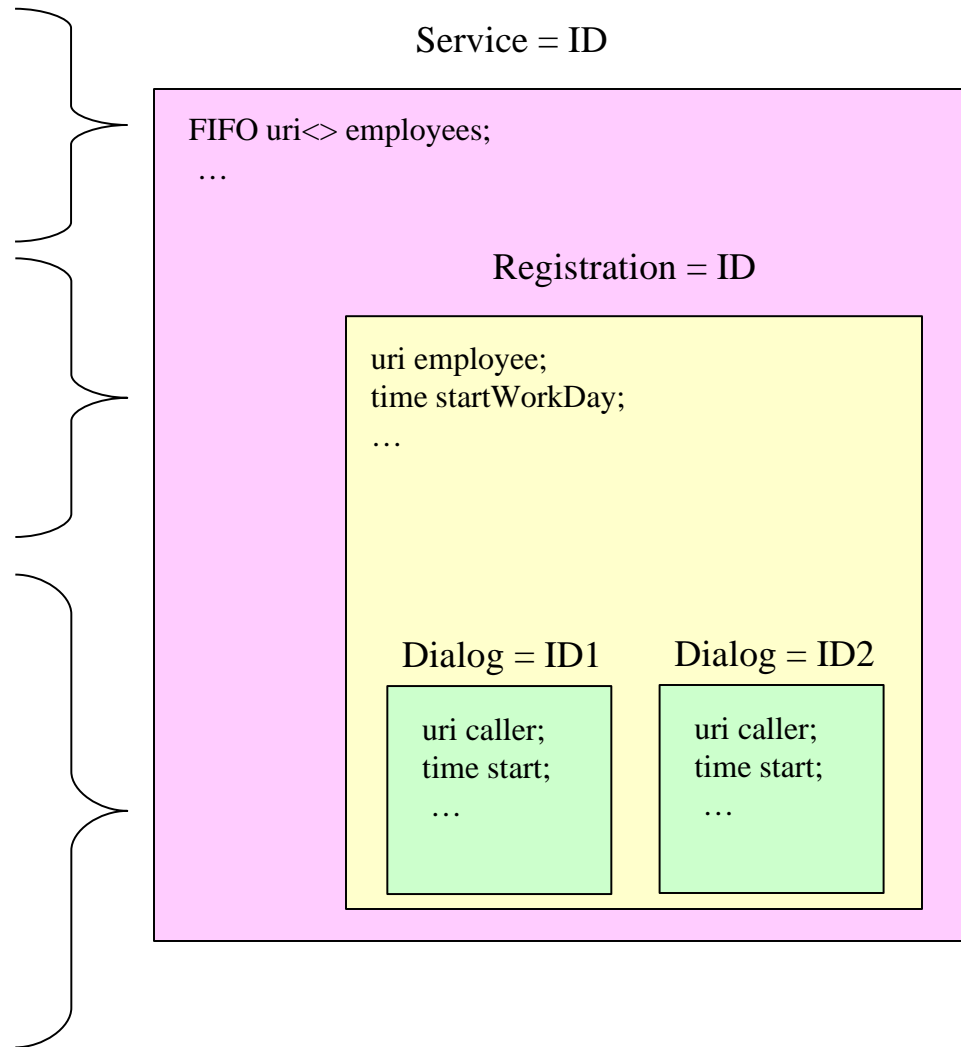 Service = ID
FIFO uri<> employees;
…
Registration = ID
uri employee;
time startWorkDay;
…
Dialog = ID1
Dialog = ID2
uri caller;
time start;
…
uri caller;
time start;
…